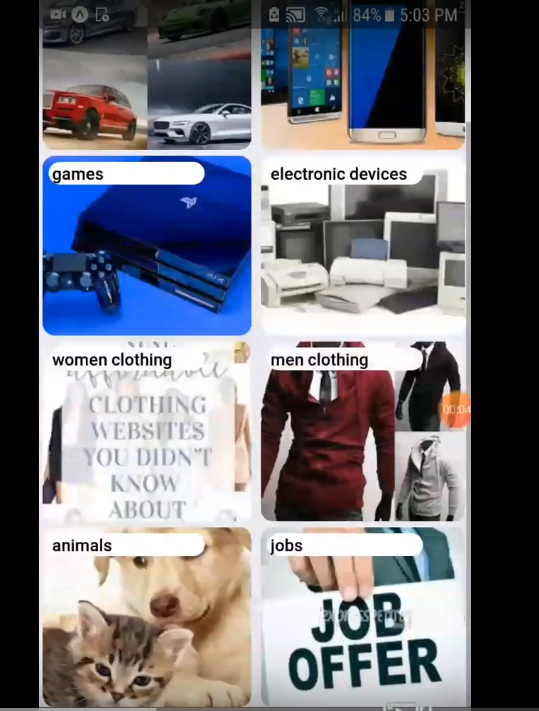 84% 5:03 PM
games
electronic devices
women clothing
men clothing
affordable
CLOTHING
WEBSITES
YOU DIDN'T
KNOW
ABOUT
00:04
animals
jobs
JOB
OFFER